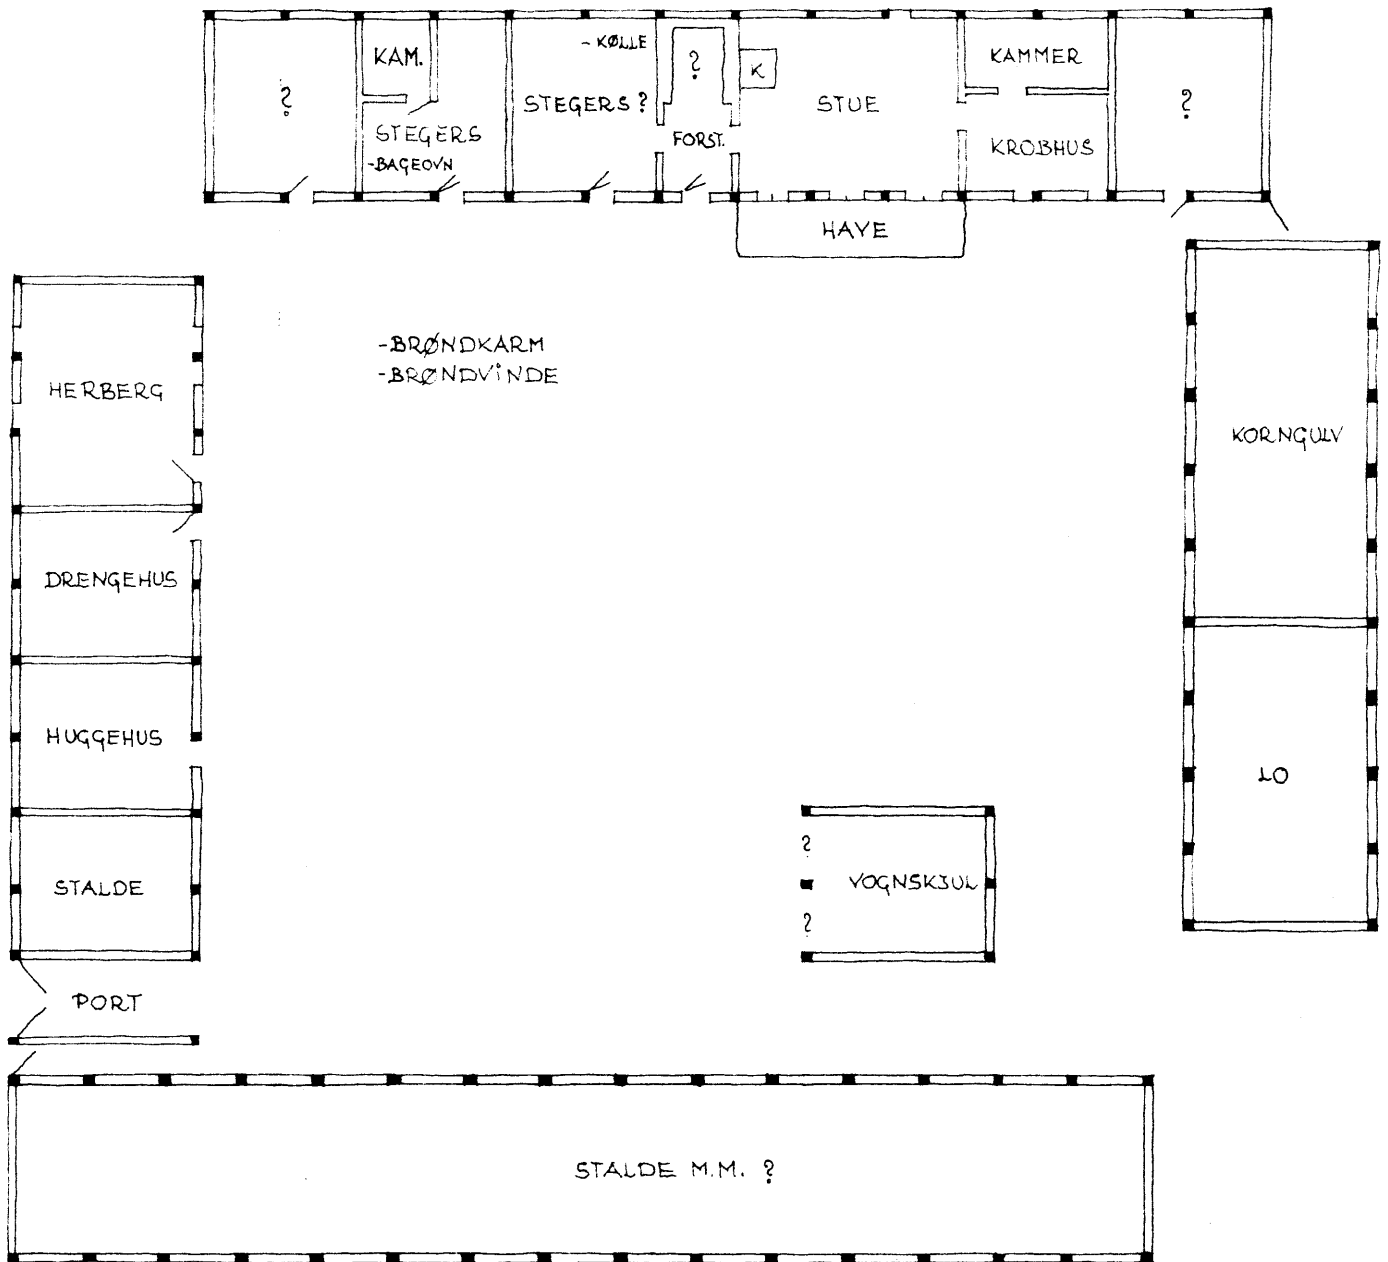 ?
KAM.
STEGERS
-BAGEOVN
- KØLLE
STEGERS ?
?
FORST.
K
STUE
KAMMER
KROBHUS
?
HAVE
-BRØNDKARM
-BRØNDVINDE
HERBERG
DRENGEHUS
HUGGEHUS
STALDE
PORT
KORNGULV
LO
?
VOGNSKJUL
?
STALDE M.M. ?